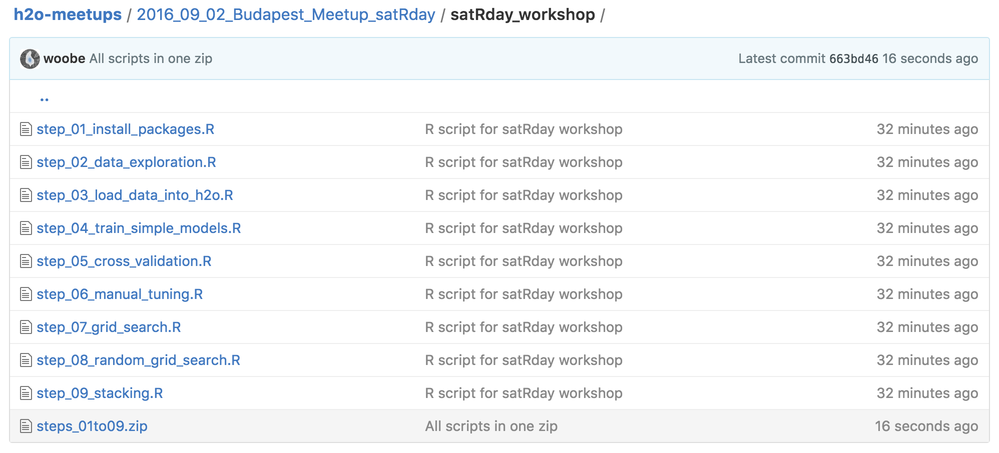 h2o-meetups / 2016_09_02_Budapest_Meetup_satRday / satRday_workshop /
woobe All scripts in one zip Latest commit 663bd46 16 seconds ago
..
step_01_install_packages.R R script for satRday workshop 32 minutes ago
step_02_data_exploration.R R script for satRday workshop 32 minutes ago
step_03_load_data_into_h2o.R R script for satRday workshop 32 minutes ago
step_04_train_simple_models.R R script for satRday workshop 32 minutes ago
step_05_cross_validation.R R script for satRday workshop 32 minutes ago
step_06_manual_tuning.R R script for satRday workshop 32 minutes ago
step_07_grid_search.R R script for satRday workshop 32 minutes ago
step_08_random_grid_search.R R script for satRday workshop 32 minutes ago
step_09_stacking.R R script for satRday workshop 32 minutes ago
steps_01to09.zip All scripts in one zip 16 seconds ago